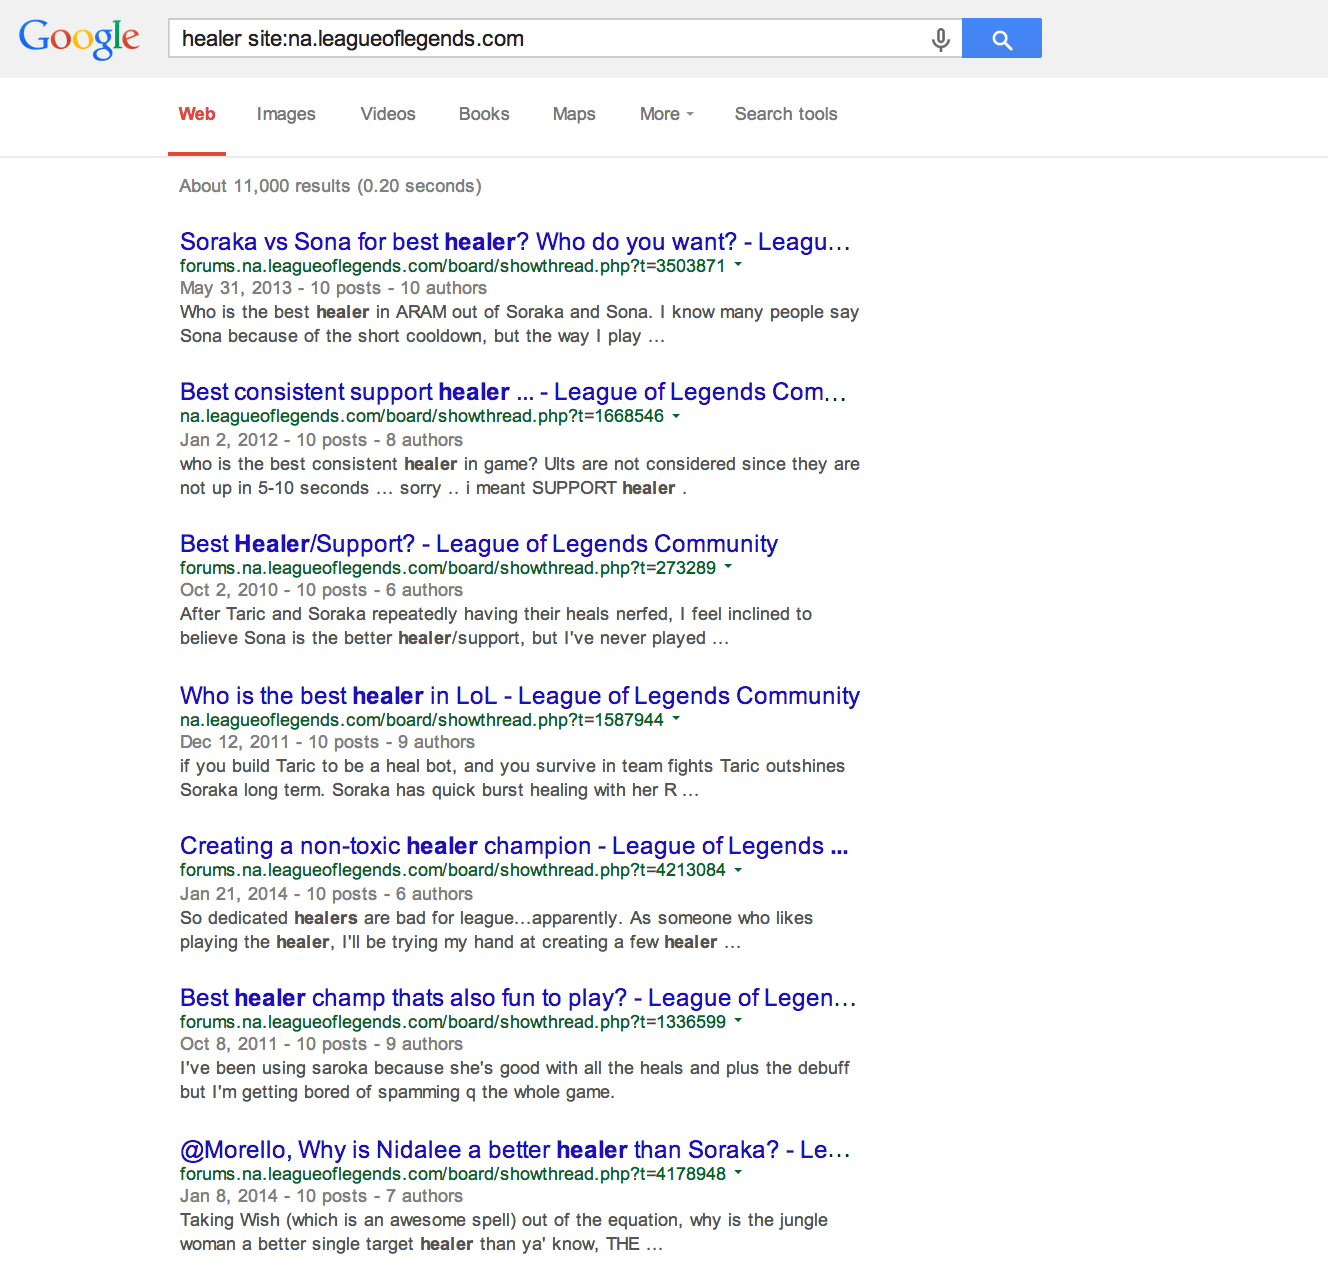 Google
healer site:na.leagueoflegends.com
Web Images Videos Books Maps More Search tools
About 11,000 results (0.20 seconds)
Soraka vs Sona for best healer? Who do you want? - Leagu...
forums.na.leagueoflegends.com/board/showthread.php?t=3503871
May 31, 2013 - 10 posts - 10 authors
Who is the best healer in ARAM out of Soraka and Sona. I know many people say
Sona because of the short cooldown, but the way I play ...
Best consistent support healer ... - League of Legends Com...
na.leagueoflegends.com/board/showthread.php?t=1668546
Jan 2, 2012 - 10 posts - 8 authors
who is the best consistent healer in game? Ults are not considered since they are
not up in 5-10 seconds ... sorry .. i meant SUPPORT healer .
Best Healer/Support? - League of Legends Community
forums.na.leagueoflegends.com/board/showthread.php?t=273289
Oct 2, 2010 - 10 posts - 6 authors
After Taric and Soraka repeatedly having their heals nerfed, I feel inclined to
believe Sona is the better healer/support, but I've never played ...
Who is the best healer in LoL - League of Legends Community
na.leagueoflegends.com/board/showthread.php?t=1587944
Dec 12, 2011 - 10 posts - 9 authors
if you build Taric to be a heal bot, and you survive in team fights Taric outshines
Soraka long term. Soraka has quick burst healing with her R ...
Creating a non-toxic healer champion - League of Legends ...
forums.na.leagueoflegends.com/board/showthread.php?t=4213084
Jan 21, 2014 - 10 posts - 6 authors
So dedicated healers are bad for league...apparently. As someone who likes
playing the healer, I'll be trying my hand at creating a few healer ...
Best healer champ thats also fun to play? - League of Legen...
forums.na.leagueoflegends.com/board/showthread.php?t=1336599
Oct 8, 2011 - 10 posts - 9 authors
I've been using saroka because she's good with all the heals and plus the debuff
but I'm getting bored of spamming q the whole game.
@Morello, Why is Nidalee a better healer than Soraka? - Le...
forums.na.leagueoflegends.com/board/showthread.php?t=4178948
Jan 8, 2014 - 10 posts - 7 authors
Taking Wish (which is an awesome spell) out of the equation, why is the jungle
woman a better single target healer than ya' know, THE ...